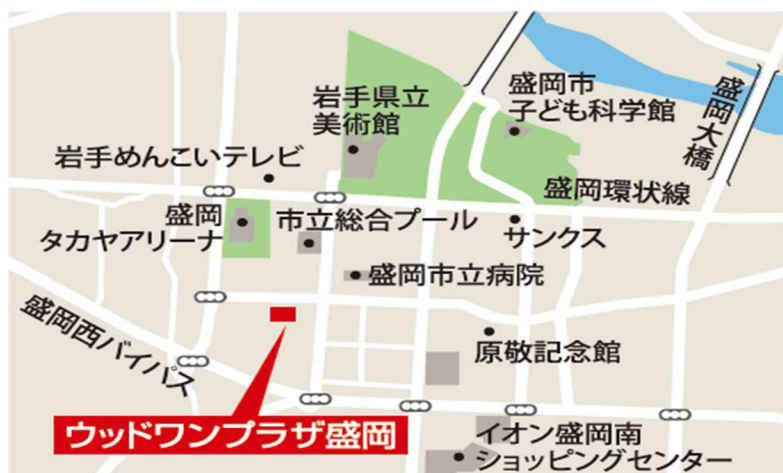 岩手県立
美術館
盛岡市
子ども科学館
盛岡大橋
岩手めんこいテレビ
盛岡環状線
盛岡
タカヤアリーナ
市立総合プール
サンクス
盛岡市立病院
盛岡西バイパス
原敬記念館
ウッドワンプラザ盛岡
イオン盛岡南
ショッピングセンター